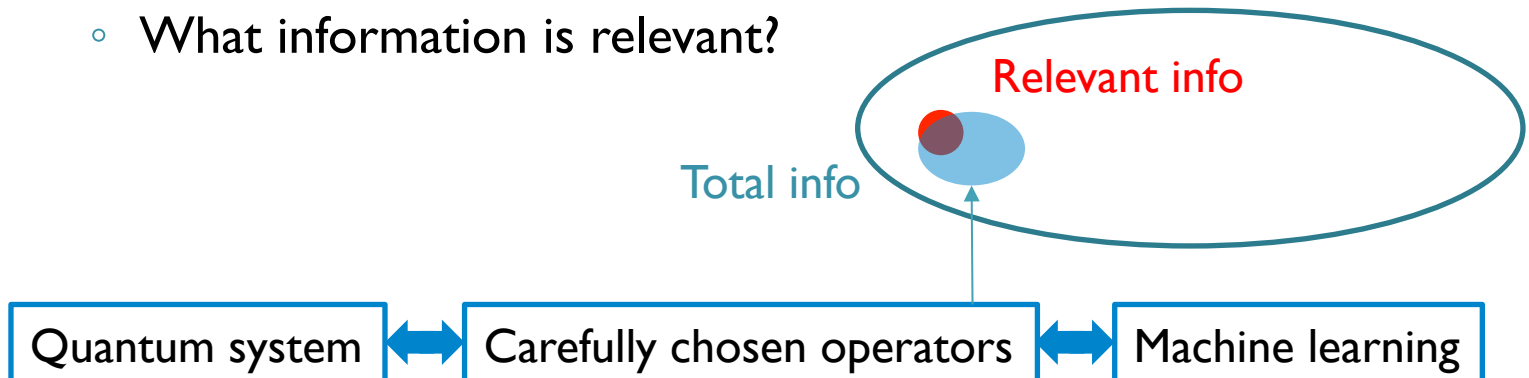 ◦ What information is relevant?
Relevant info
Total info
Quantum system
Carefully chosen operators
Machine learning